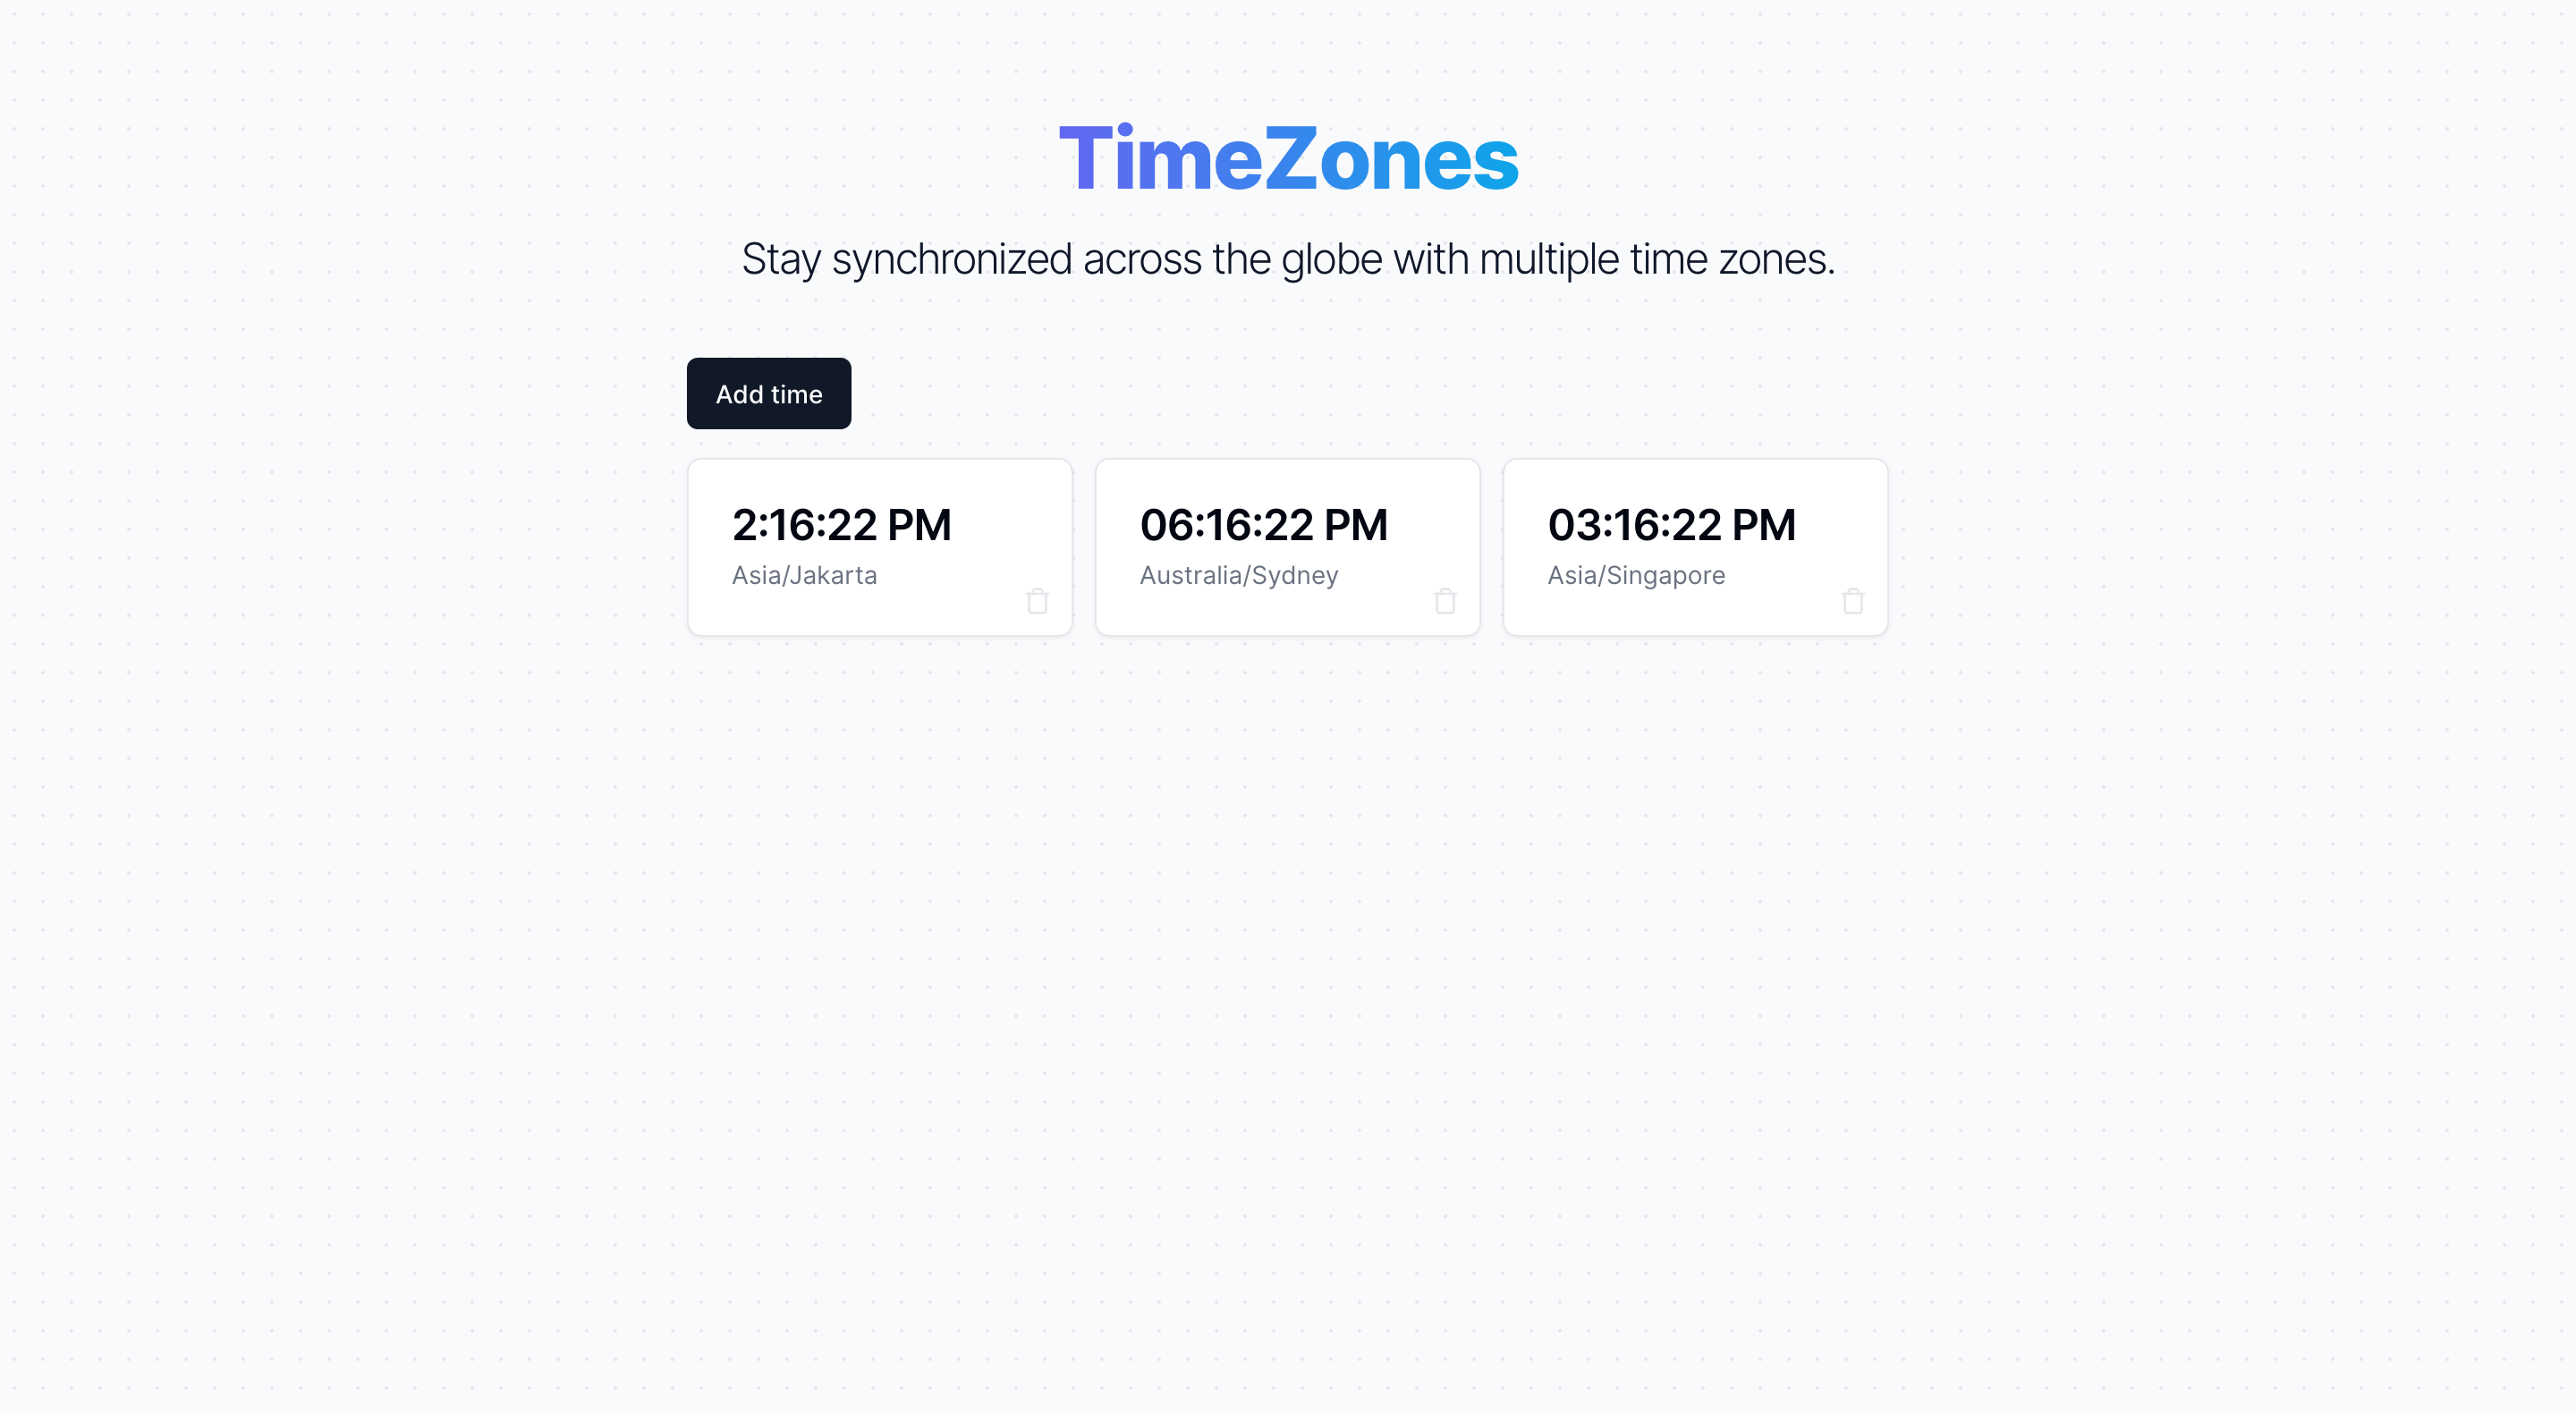 TimeZones
Stay synchronized across the globe with multiple time zones.
Add time
2:16:22 PM
Asia/Jakarta
06:16:22 PM
Australia/Sydney
03:16:22 PM
Asia/Singapore